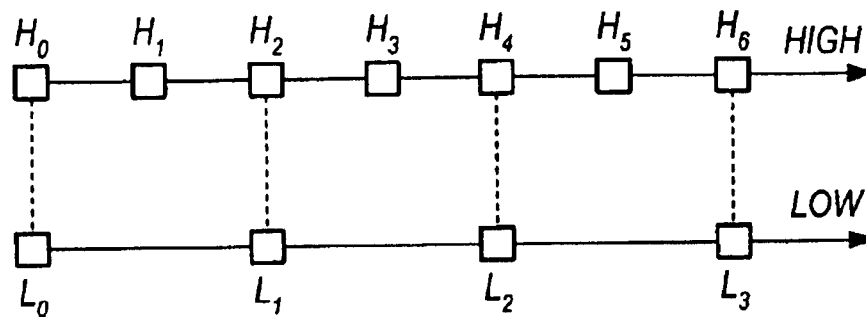 H₀ H₁ H₂ H₃ H₄ H₅ H₆ HIGH
LOW
L₀ L₁ L₂ L₃